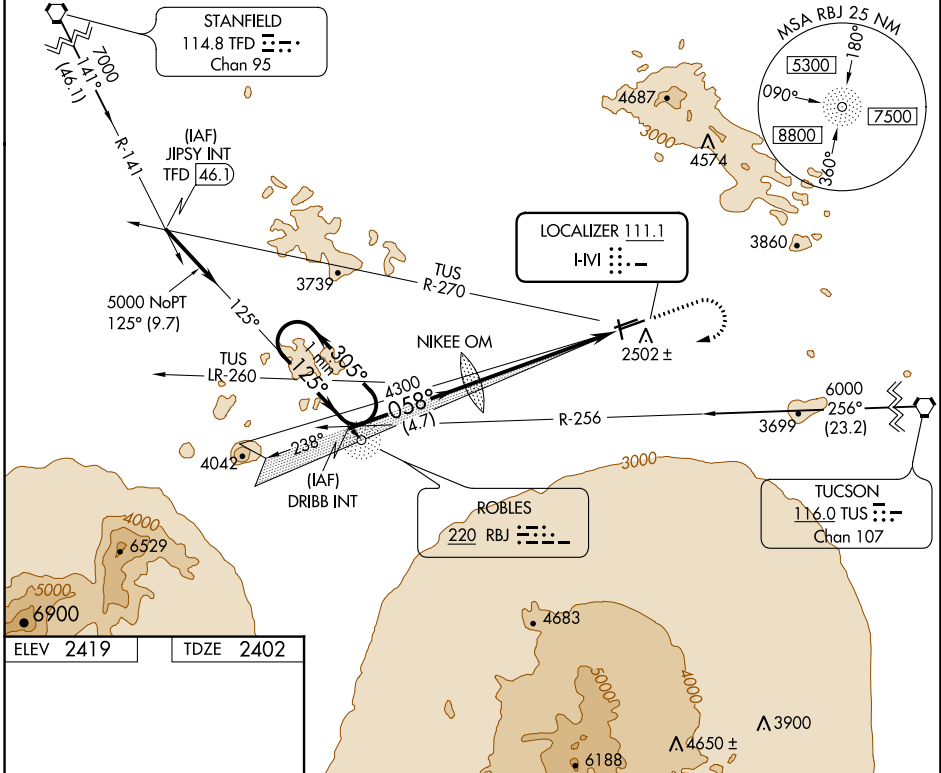 STANFIELD
114.8 TFD
Chan 95
7000
141°
(46.1)
R-141
(IAF)
JIPSY INT
TFD 46.1
MSA RBJ 25 NM
180°
5300
090°
7500
8800
360°
4687
3000
4574
3860
LOCALIZER 111.1
I-IVI
3739
TUS
R-270
5000 NoPT
125° (9.7)
125°
2502 ±
NIKEE OM
1 min
305°
125°
TUS
LR-260
4300
058°
(4.7)
R-256
6000
256°
(23.2)
3699
238°
4042
(IAF)
DRIBB INT
3000
ROBLES
220 RBJ
TUCSON
116.0 TUS
Chan 107
4000
6529
5000
6900
4683
ELEV 2419
TDZE 2402
5000
4000
3900
4650 ±
6188